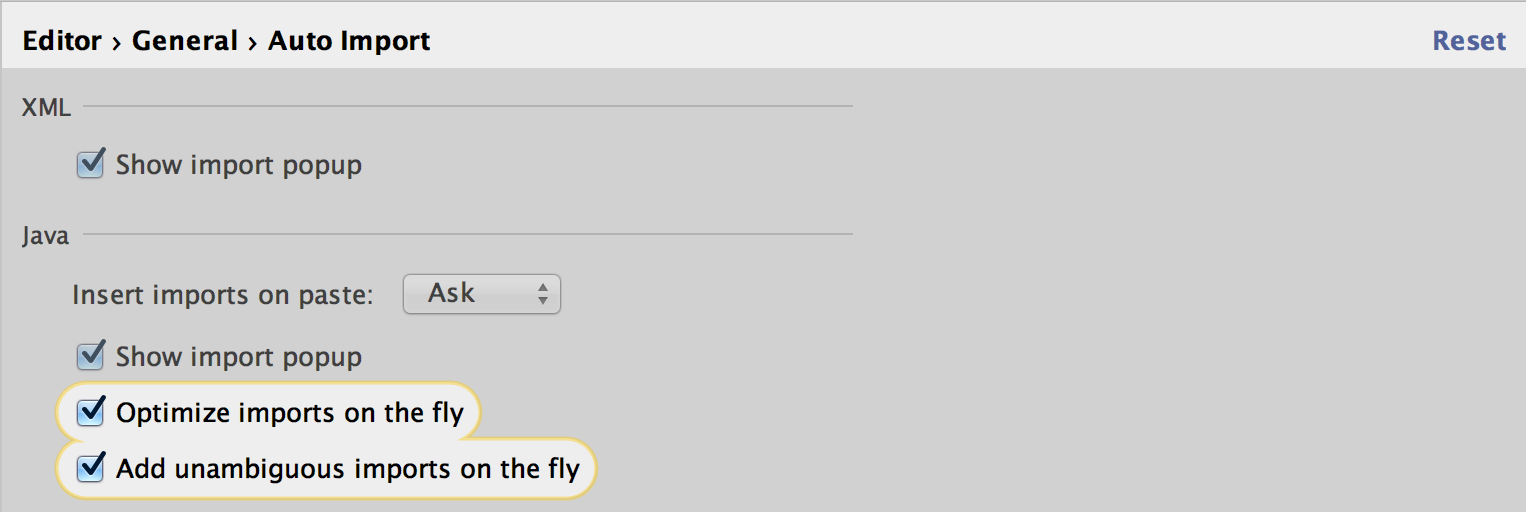 Editor › General › Auto Import Reset
XML
Show import popup
Java
Insert imports on paste: Ask
Show import popup
Optimize imports on the fly
Add unambiguous imports on the fly